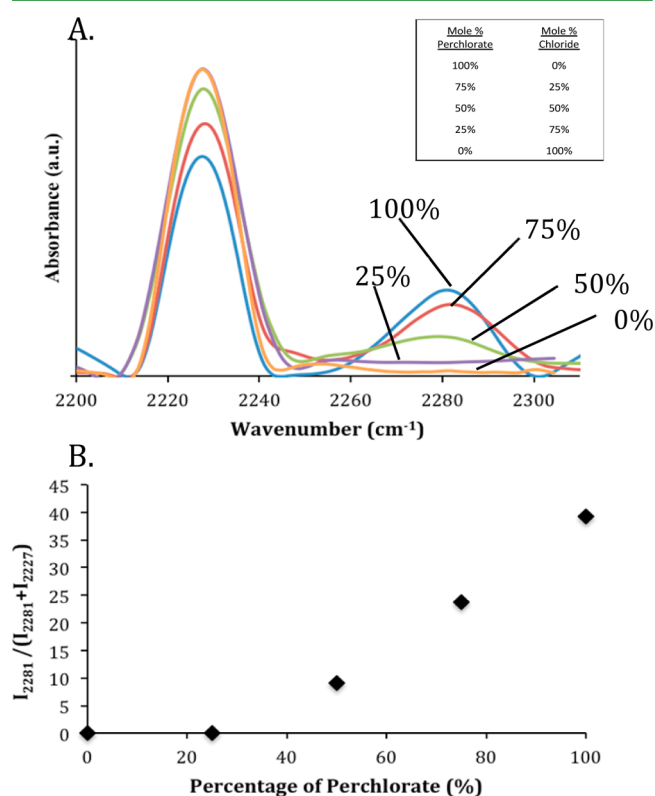 A.
Mole % Mole %
Perchlorate Chloride
100% 0%
75% 25%
50% 50%
25% 75%
0% 100%
Absorbance (a.u.)
100%
75%
25%
50%
0%
2200 2220 2240 2260 2280 2300
Wavenumber (cm⁻¹)
B.
I₂₂₈₁ /(I₂₂₈₁+I₂₂₂₇)
45
40
35
30
25
20
15
10
5
0
0 20 40 60 80 100
Percentage of Perchlorate (%)